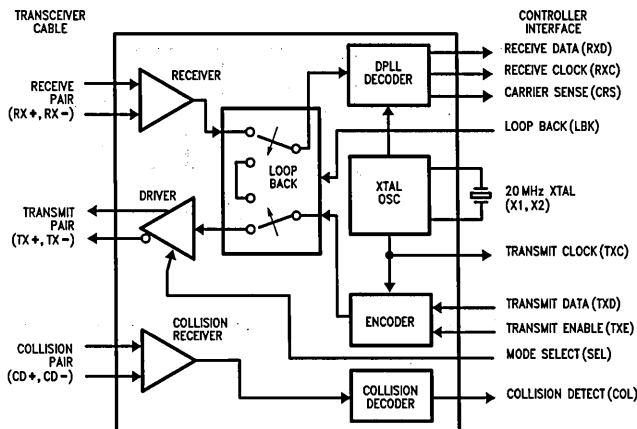 TRANSCEIVER
CABLE
CONTROLLER
INTERFACE
RECEIVE
PAIR
(RX+, RX−)
RECEIVER
DPLL
DECODER
RECEIVE DATA (RXD)
RECEIVE CLOCK (RXC)
CARRIER SENSE (CRS)
LOOP BACK (LBK)
LOOP
BACK
XTAL
OSC
20 MHz XTAL
(X1, X2)
DRIVER
TRANSMIT
PAIR
(TX+, TX−)
TRANSMIT CLOCK (TXC)
ENCODER
TRANSMIT DATA (TXD)
TRANSMIT ENABLE (TXE)
MODE SELECT (SEL)
COLLISION
RECEIVER
COLLISION
PAIR
(CD+, CD−)
COLLISION
DECODER
COLLISION DETECT (COL)